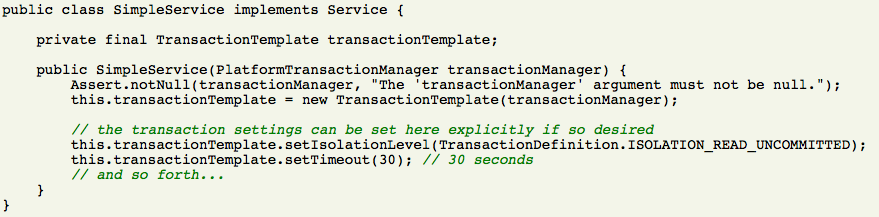 public class SimpleService implements Service {
private final TransactionTemplate transactionTemplate;
public SimpleService(PlatformTransactionManager transactionManager) {
Assert.notNull(transactionManager, "The 'transactionManager' argument must not be null.");
this.transactionTemplate = new TransactionTemplate(transactionManager);
// the transaction settings can be set here explicitly if so desired
this.transactionTemplate.setIsolationLevel(TransactionDefinition.ISOLATION_READ_UNCOMMITTED);
this.transactionTemplate.setTimeout(30); // 30 seconds
// and so forth...
}
}